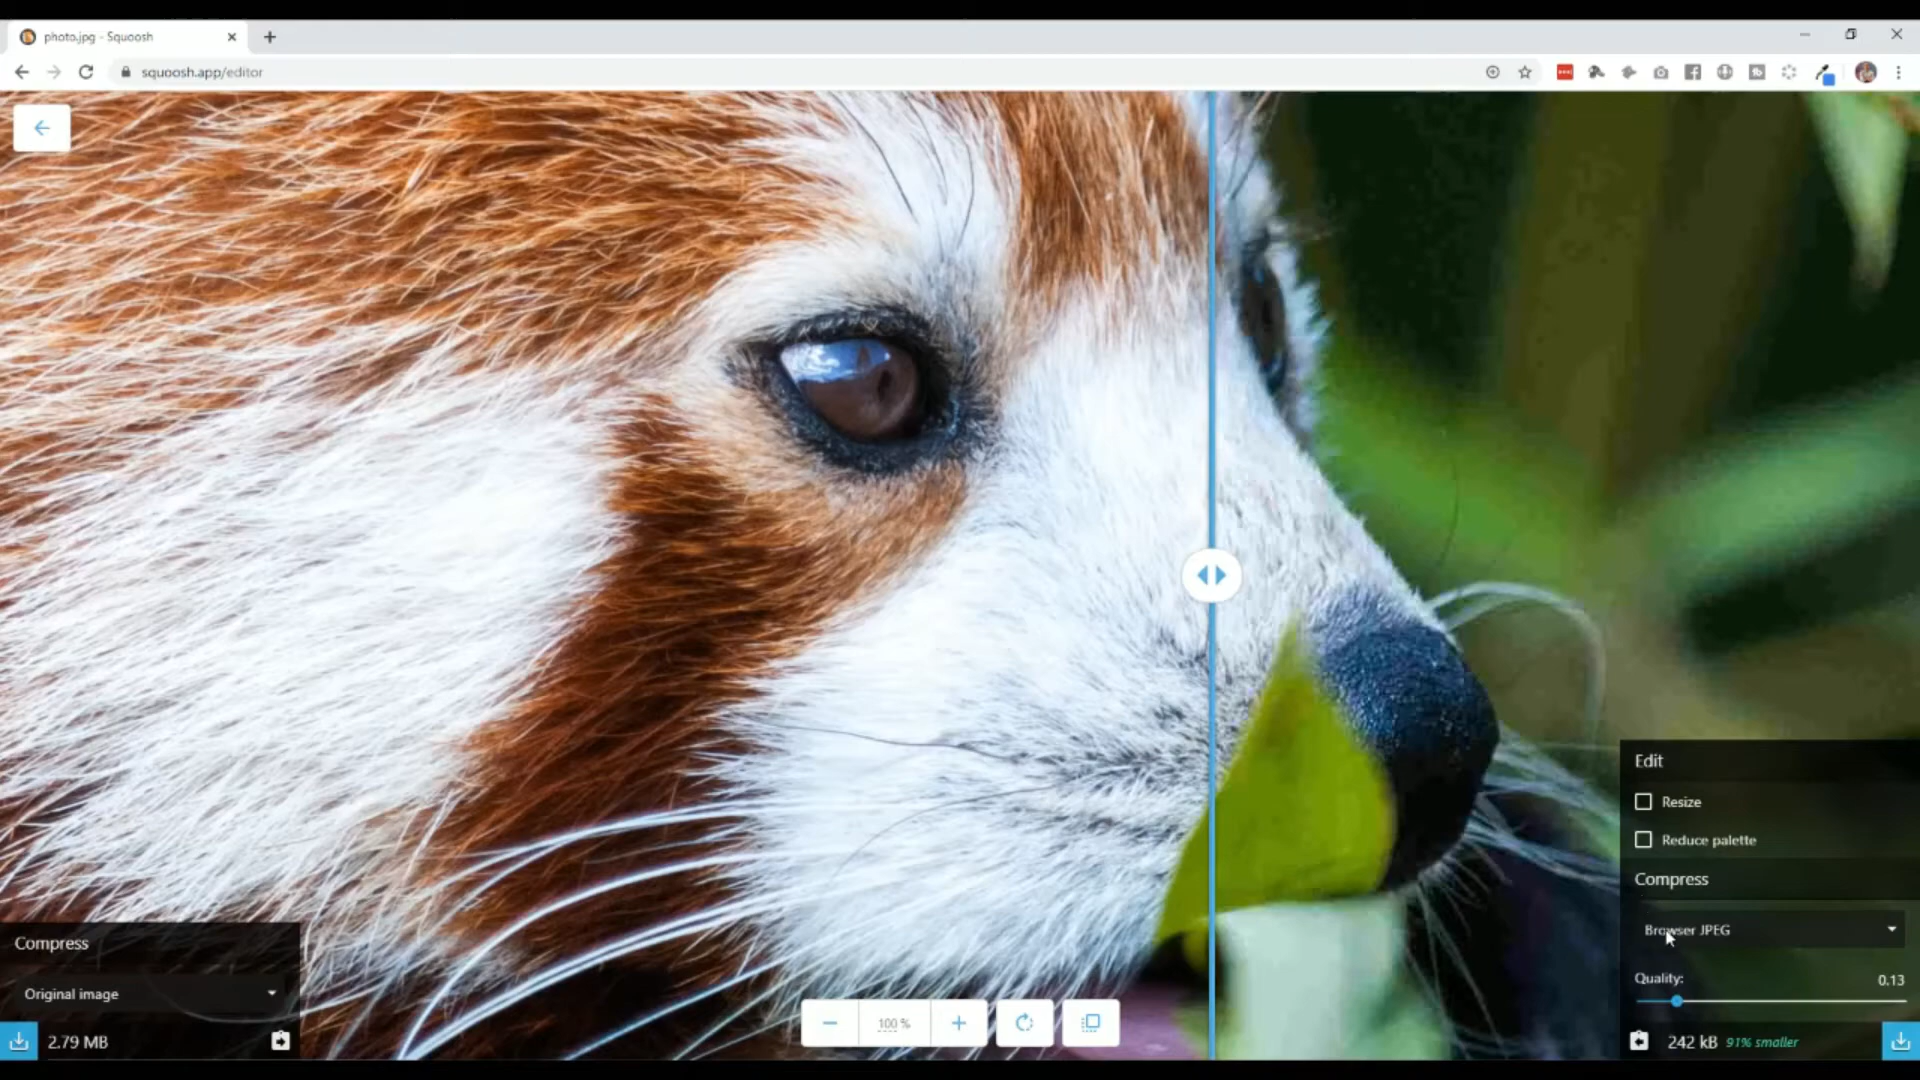 photo.jpg - Squoosh
squoosh.app/editor
Edit
Resize
Reduce palette
Compress
Browser JPEG
Quality: 0.13
242 kB 91% smaller
Compress
Original image
2.79 MB
100 %